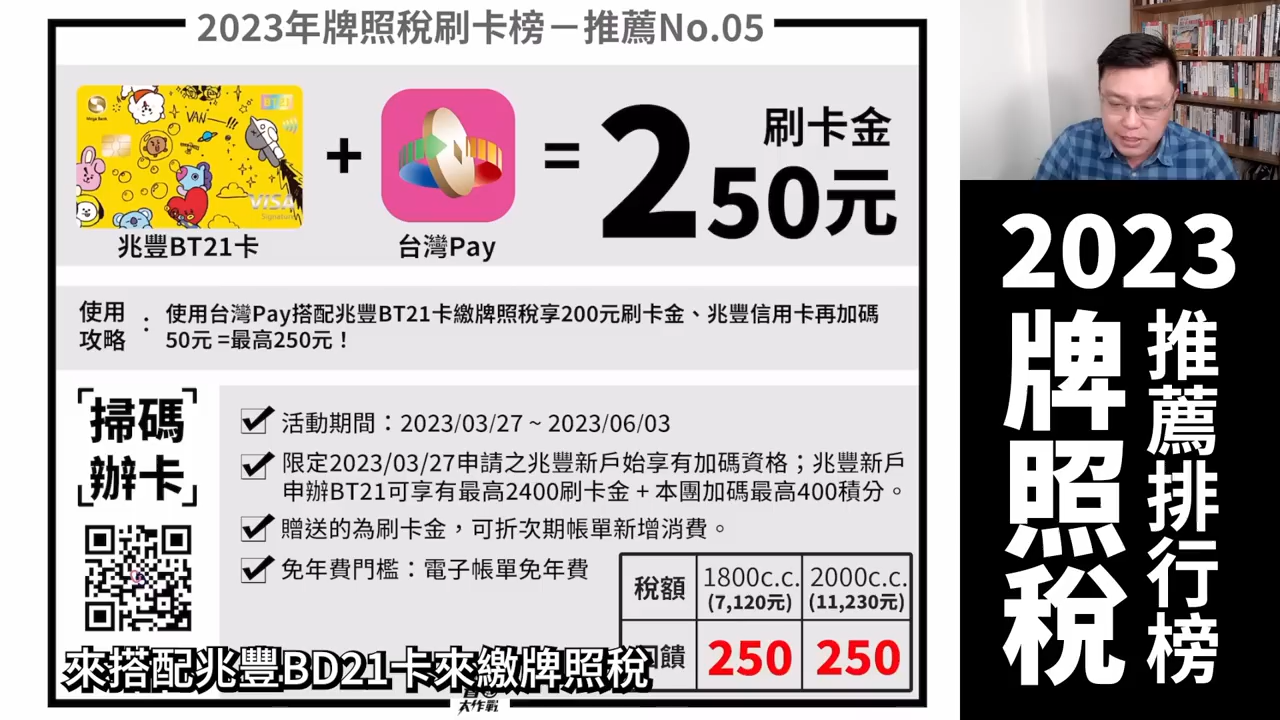 2023年牌照稅刷卡榜－推薦No.05
Mega Bank
BT21
VAN
VISA
Signature
兆豐BT21卡
+
台灣Pay
=
刷卡金
250元
使用攻略：
使用台灣Pay搭配兆豐BT21卡繳牌照稅享200元刷卡金、兆豐信用卡再加碼
50元 =最高250元！
掃碼
辦卡
活動期間：2023/03/27 ~ 2023/06/03
限定2023/03/27申請之兆豐新戶始享有加碼資格；兆豐新戶
申辦BT21可享有最高2400刷卡金 + 本團加碼最高400積分。
贈送的為刷卡金，可折次期帳單新增消費。
免年費門檻：電子帳單免年費
稅額 1800c.c. 2000c.c.
(7,120元) (11,230元)
饋 250 250
來搭配兆豐BD21卡來繳牌照稅
大作戰
2023
牌照稅
推薦排行榜